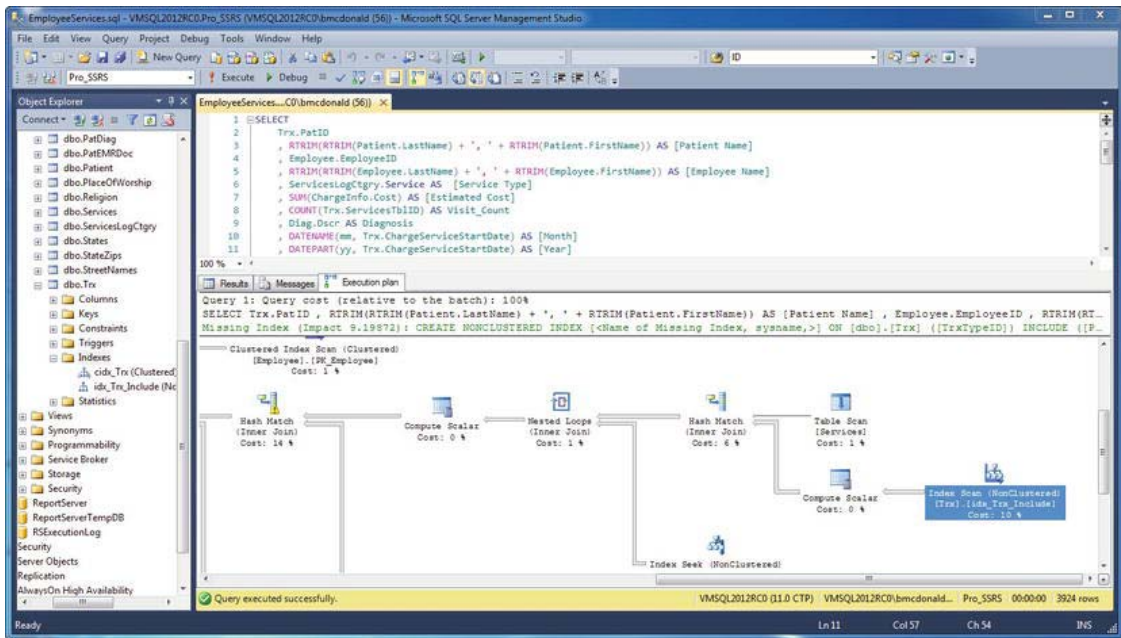 EmployeeServices.sql - VMSQL2012RC0.Pro_SSRS (VMSQL2012RC0\bmcdonald (56)) - Microsoft SQL Server Management Studio
File Edit View Query Project Debug Tools Window Help
New Query
ID
Pro_SSRS
Execute Debug
Object Explorer
Connect
dbo.PatDiag
dbo.PatEMRDoc
dbo.Patient
dbo.PlaceOfWorship
dbo.Religion
dbo.Services
dbo.ServicesLogCtgry
dbo.States
dbo.StateZips
dbo.StreetNames
dbo.Trx
Columns
Keys
Constraints
Triggers
Indexes
cidx_Trx (Clustered)
idx_Trx_Include (No
Statistics
Views
Synonyms
Programmability
Service Broker
Storage
Security
ReportServer
ReportServerTempDB
RSExecutionLog
Security
Server Objects
Replication
AlwaysOn High Availability
EmployeeServices....C0\bmcdonald (56))
1 SELECT
2 Trx.PatID
3 , RTRIM(RTRIM(Patient.LastName) + ', ' + RTRIM(Patient.FirstName)) AS [Patient Name]
4 , Employee.EmployeeID
5 , RTRIM(RTRIM(Employee.LastName) + ', ' + RTRIM(Employee.FirstName)) AS [Employee Name]
6 , ServicesLogCtgry.Service AS [Service Type]
7 , SUM(ChargeInfo.Cost) AS [Estimated Cost]
8 , COUNT(Trx.ServicesTblID) AS Visit_Count
9 , Diag.Dscr AS Diagnosis
10 , DATENAME(mm, Trx.ChargeServiceStartDate) AS [Month]
11 , DATEPART(yy, Trx.ChargeServiceStartDate) AS [Year]
100 %
Results Messages Execution plan
Query 1: Query cost (relative to the batch): 100%
SELECT Trx.PatID , RTRIM(RTRIM(Patient.LastName) + ', ' + RTRIM(Patient.FirstName)) AS [Patient Name] , Employee.EmployeeID , RTRIM(RT...
Missing Index (Impact 9.19872): CREATE NONCLUSTERED INDEX [<Name of Missing Index, sysname,>] ON [dbo].[Trx] ([TrxTypeID]) INCLUDE ([P...
Clustered Index Scan (Clustered)
[Employee].[PK_Employee]
Cost: 1 %
Hash Match
(Inner Join)
Cost: 14 %
Compute Scalar
Cost: 0 %
Nested Loops
(Inner Join)
Cost: 1 %
Hash Match
(Inner Join)
Cost: 6 %
Table Scan
[Services]
Cost: 1 %
Compute Scalar
Cost: 0 %
Index Scan (NonClustered)
[Trx].[idx_Trx_Include]
Cost: 10 %
Index Seek (NonClustered)
Query executed successfully.
VMSQL2012RC0 (11.0 CTP) VMSQL2012RC0\bmcdonald... Pro_SSRS 00:00:00 3924 rows
Ready Ln 11 Col 57 Ch 54 INS